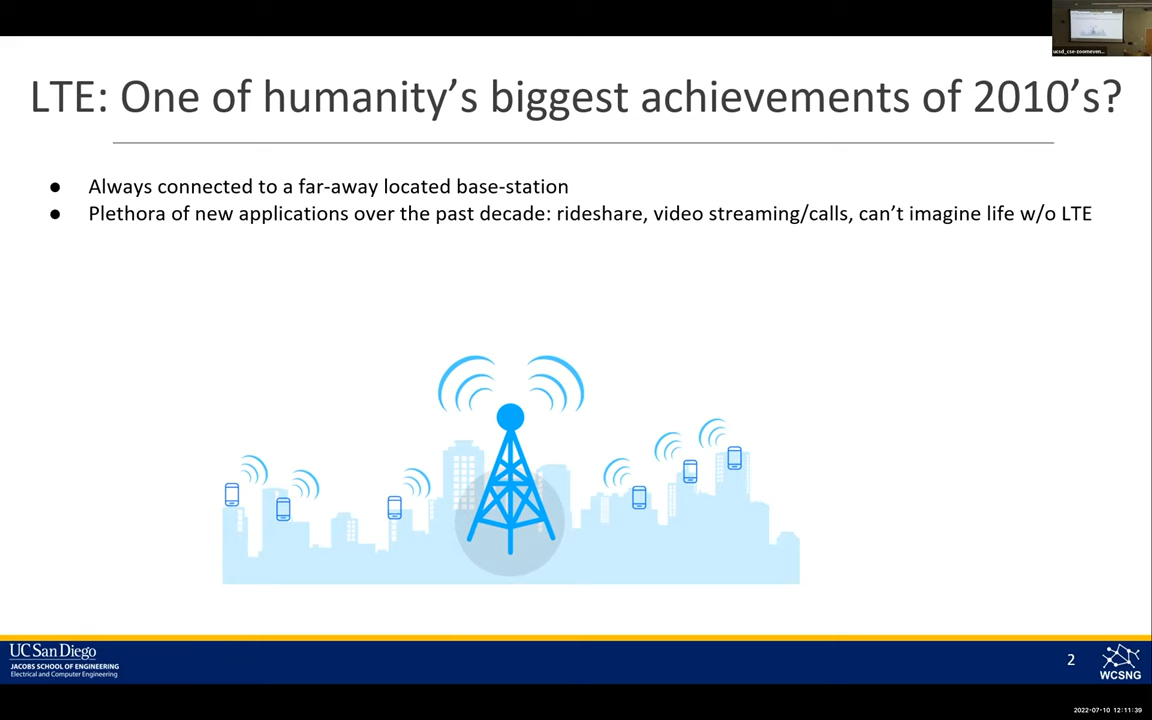 ucsd_cse-zoomeven...
LTE: One of humanity's biggest achievements of 2010's?
● Always connected to a far-away located base-station
● Plethora of new applications over the past decade: rideshare, video streaming/calls, can't imagine life w/o LTE
UC San Diego
JACOBS SCHOOL OF ENGINEERING
Electrical and Computer Engineering
2
WCSNG
2022-07-10 12:11:39